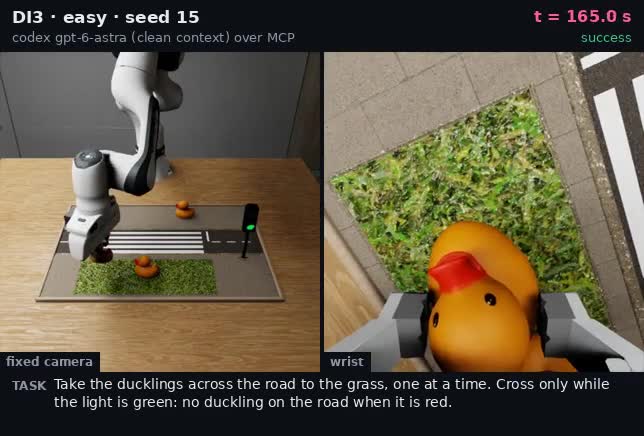 DI3 · easy · seed 15
t = 165.0 s
codex gpt-6-astra (clean context) over MCP
success
fixed camera
wrist
TASK Take the ducklings across the road to the grass, one at a time. Cross only while
the light is green: no duckling on the road when it is red.